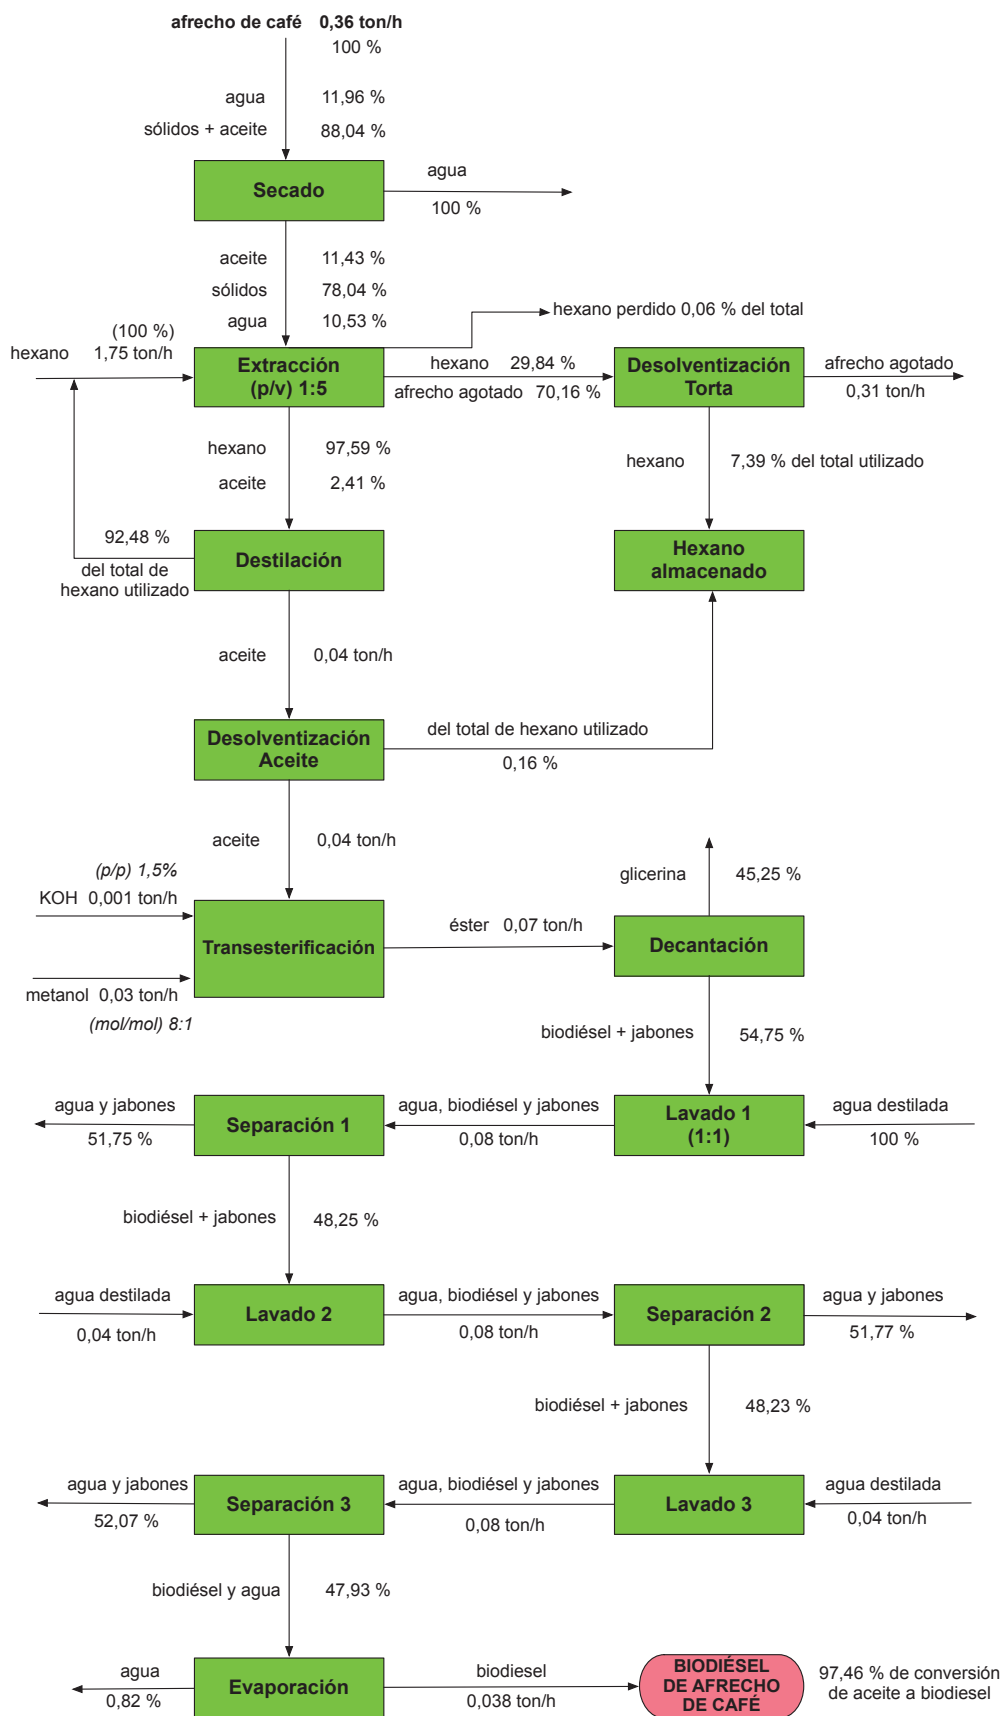 afrecho de café 0,36 ton/h
100 %
agua 11,96 %
sólidos + aceite 88,04 %
Secado
agua
100 %
aceite 11,43 %
sólidos 78,04 %
agua 10,53 %
hexano perdido 0,06 % del total
(100 %)
hexano 1,75 ton/h
Extracción
(p/v) 1:5
hexano 29,84 %
afrecho agotado 70,16 %
Desolventización
Torta
afrecho agotado
0,31 ton/h
hexano 97,59 %
aceite 2,41 %
hexano 7,39 % del total utilizado
92,48 %
del total de
hexano utilizado
Destilación
Hexano
almacenado
aceite 0,04 ton/h
Desolventización
Aceite
del total de hexano utilizado
0,16 %
aceite 0,04 ton/h
(p/p) 1,5%
KOH 0,001 ton/h
metanol 0,03 ton/h
(mol/mol) 8:1
Transesterificación
éster 0,07 ton/h
glicerina 45,25 %
Decantación
biodiésel + jabones 54,75 %
agua y jabones
51,75 %
Separación 1
agua, biodiésel y jabones
0,08 ton/h
Lavado 1
(1:1)
agua destilada
100 %
biodiésel + jabones 48,25 %
agua destilada
0,04 ton/h
Lavado 2
agua, biodiésel y jabones
0,08 ton/h
Separación 2
agua y jabones
51,77 %
biodiésel + jabones 48,23 %
agua y jabones
52,07 %
Separación 3
agua, biodiésel y jabones
0,08 ton/h
Lavado 3
agua destilada
0,04 ton/h
biodiésel y agua 47,93 %
agua
0,82 %
Evaporación
biodiesel
0,038 ton/h
BIODIÉSEL
DE AFRECHO
DE CAFÉ
97,46 % de conversión
de aceite a biodiesel